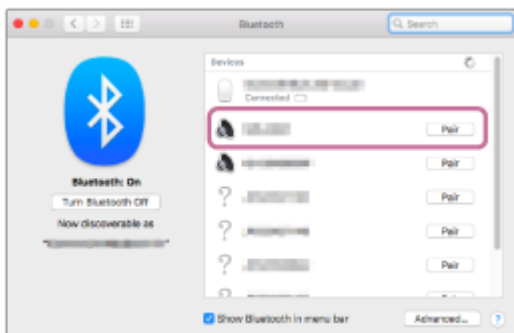 Bluetooth
Search
Devices
Connected
Pair
Pair
Bluetooth: On
Turn Bluetooth Off
Pair
Now discoverable as
Pair
Pair
Show Bluetooth in menu bar
Advanced...
?